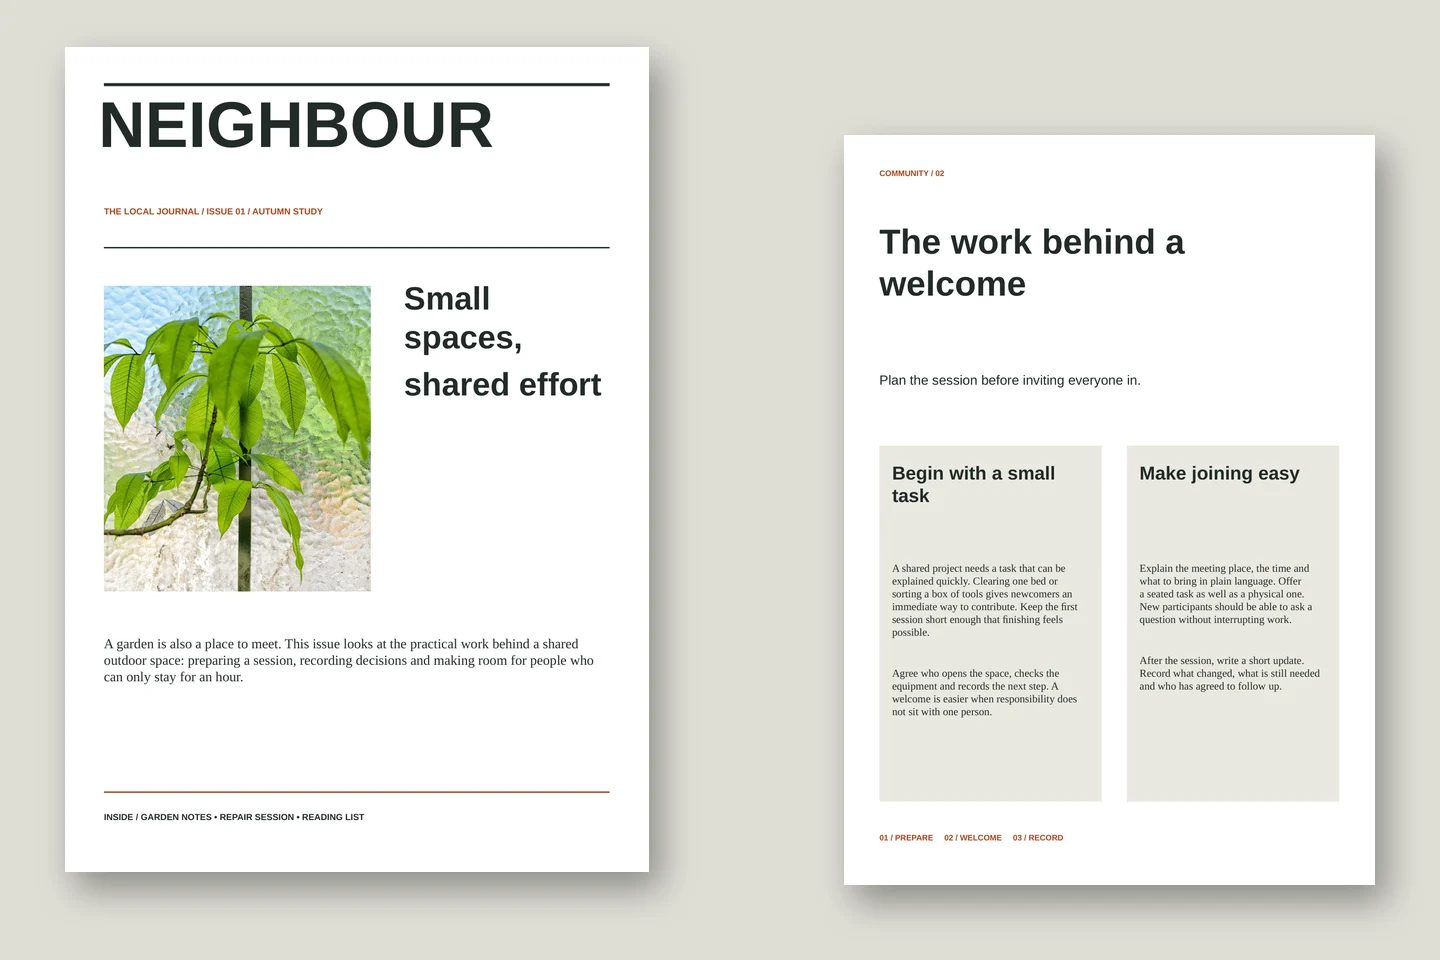 NEIGHBOUR
THE LOCAL JOURNAL / ISSUE 01 / AUTUMN STUDY
Small
spaces,
shared effort
A garden is also a place to meet. This issue looks at the practical work behind a shared
outdoor space: preparing a session, recording decisions and making room for people who
can only stay for an hour.
INSIDE / GARDEN NOTES • REPAIR SESSION • READING LIST
COMMUNITY / 02
The work behind a
welcome
Plan the session before inviting everyone in.
Begin with a small
task
A shared project needs a task that can be
explained quickly. Clearing one bed or
sorting a box of tools gives newcomers an
immediate way to contribute. Keep the first
session short enough that finishing feels
possible.
Agree who opens the space, checks the
equipment and records the next step. A
welcome is easier when responsibility does
not sit with one person.
Make joining easy
Explain the meeting place, the time and
what to bring in plain language. Offer
a seated task as well as a physical one.
New participants should be able to ask a
question without interrupting work.
After the session, write a short update.
Record what changed, what is still needed
and who has agreed to follow up.
01 / PREPARE 02 / WELCOME 03 / RECORD